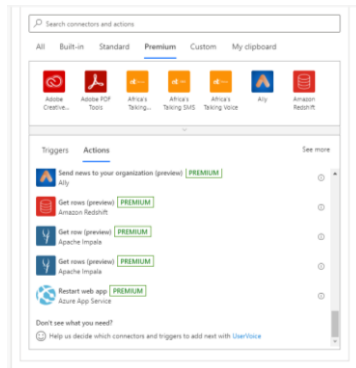 Search connectors and actions
All Built-in Standard Premium Custom My clipboard
Adobe Creative... Adobe PDF Tools Africa's Talking... Africa's Talking SMS Africa's Talking Voice Ally Amazon Redshift
Triggers Actions See more
Send news to your organization (preview) PREMIUM
Ally
Get rows (preview) PREMIUM
Amazon Redshift
Get row (preview) PREMIUM
Apache Impala
Get rows (preview) PREMIUM
Apache Impala
Restart web app PREMIUM
Azure App Service
Don't see what you need?
Help us decide which connectors and triggers to add next with UserVoice